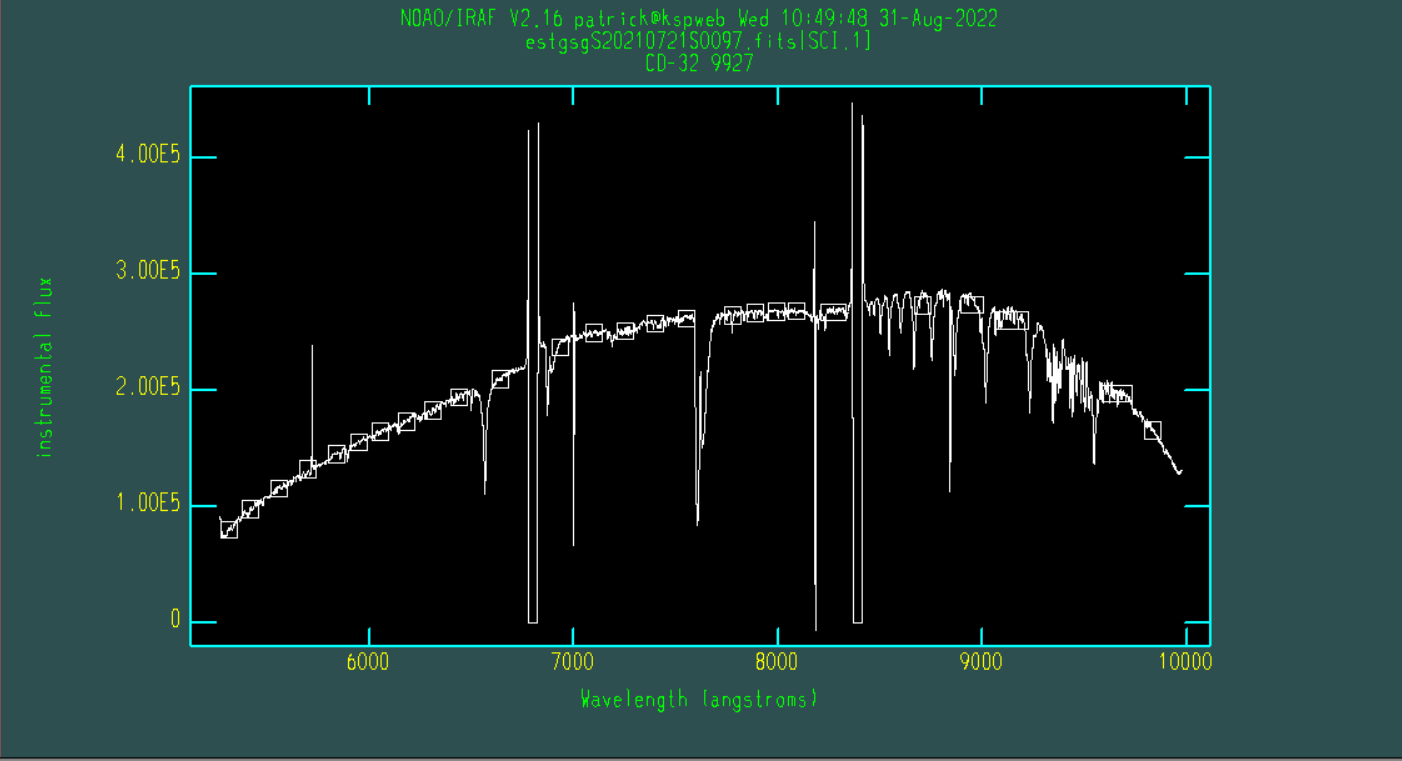 NOAO/IRAF V2.16 patrick@kspweb Wed 10:49:48 31-Aug-2022
estgsgS20210721S0097.fits[SCI,1]
CD-32 9927
4.00E5
3.00E5
2.00E5
1.00E5
0
instrumental flux
6000 7000 8000 9000 10000
Wavelength (angstroms)